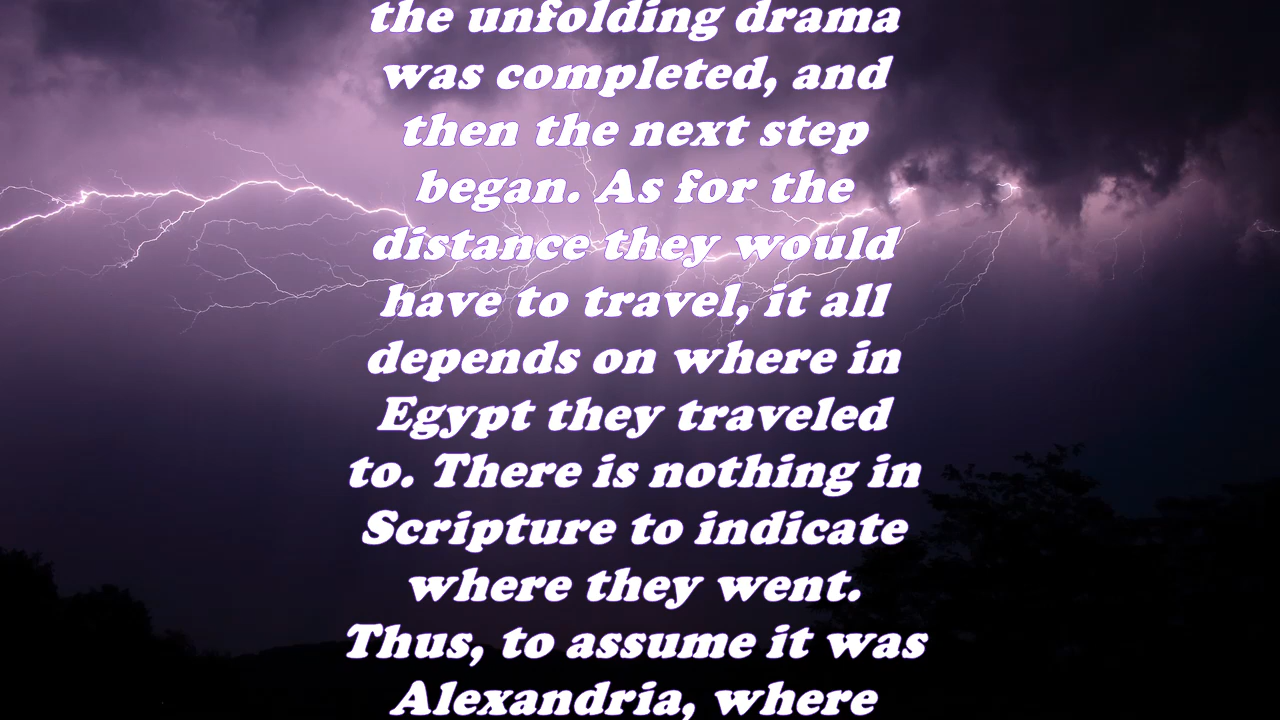 the unfolding drama
was completed, and
then the next step
began. As for the
distance they would
have to travel, it all
depends on where in
Egypt they traveled
to. There is nothing in
Scripture to indicate
where they went.
Thus, to assume it was
Alexandria, where